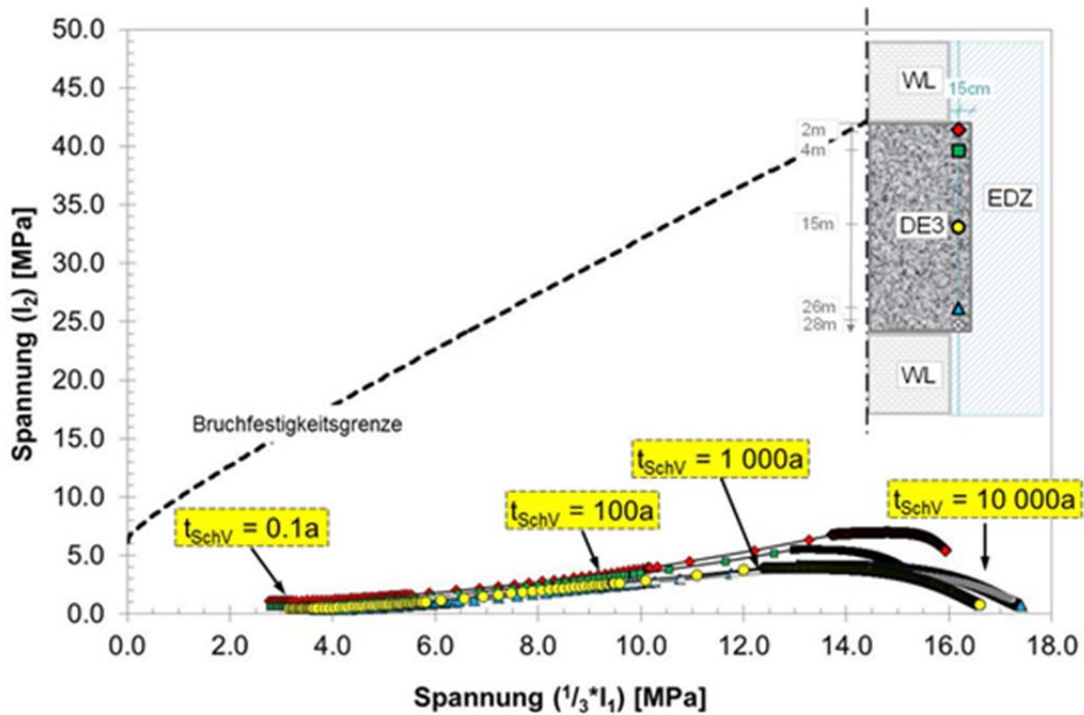 Spannung (I₂) [MPa]
50.0
45.0
40.0
35.0
30.0
25.0
20.0
15.0
10.0
5.0
0.0
WL
15cm
2m
4m
15m
26m
28m
DE3
EDZ
WL
Bruchfestigkeitsgrenze
tSchV = 0.1a
tSchV = 100a
tSchV = 1 000a
tSchV = 10 000a
0.0 2.0 4.0 6.0 8.0 10.0 12.0 14.0 16.0 18.0
Spannung (¹/₃*I₁) [MPa]